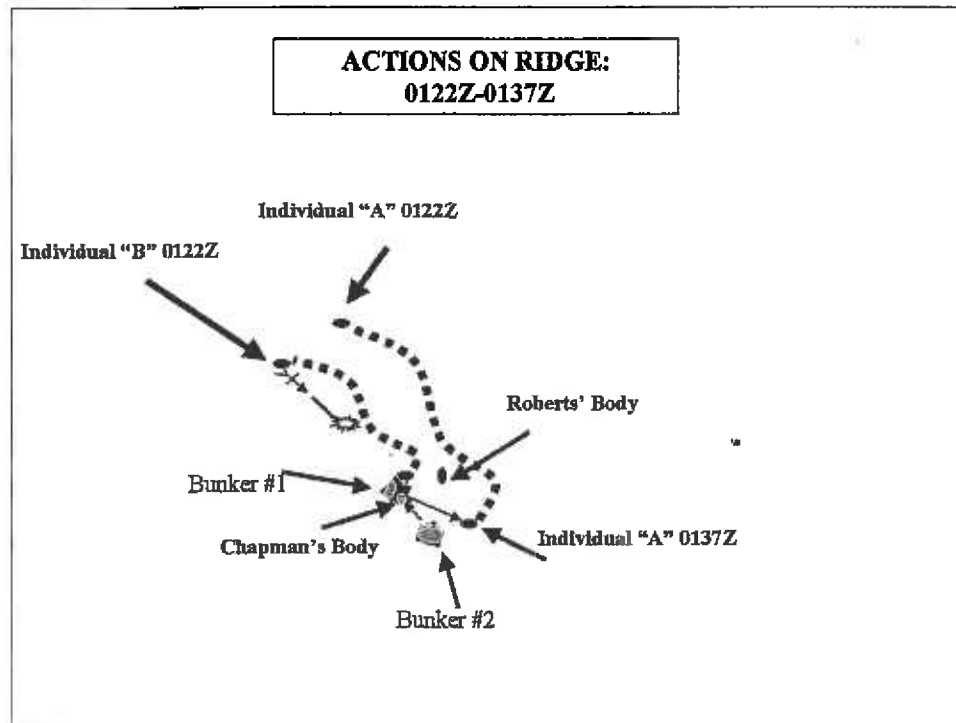 ACTIONS ON RIDGE:
0122Z-0137Z
Individual “A” 0122Z
Individual “B” 0122Z
Roberts’ Body
Bunker #1
Chapman’s Body
Individual “A” 0137Z
Bunker #2